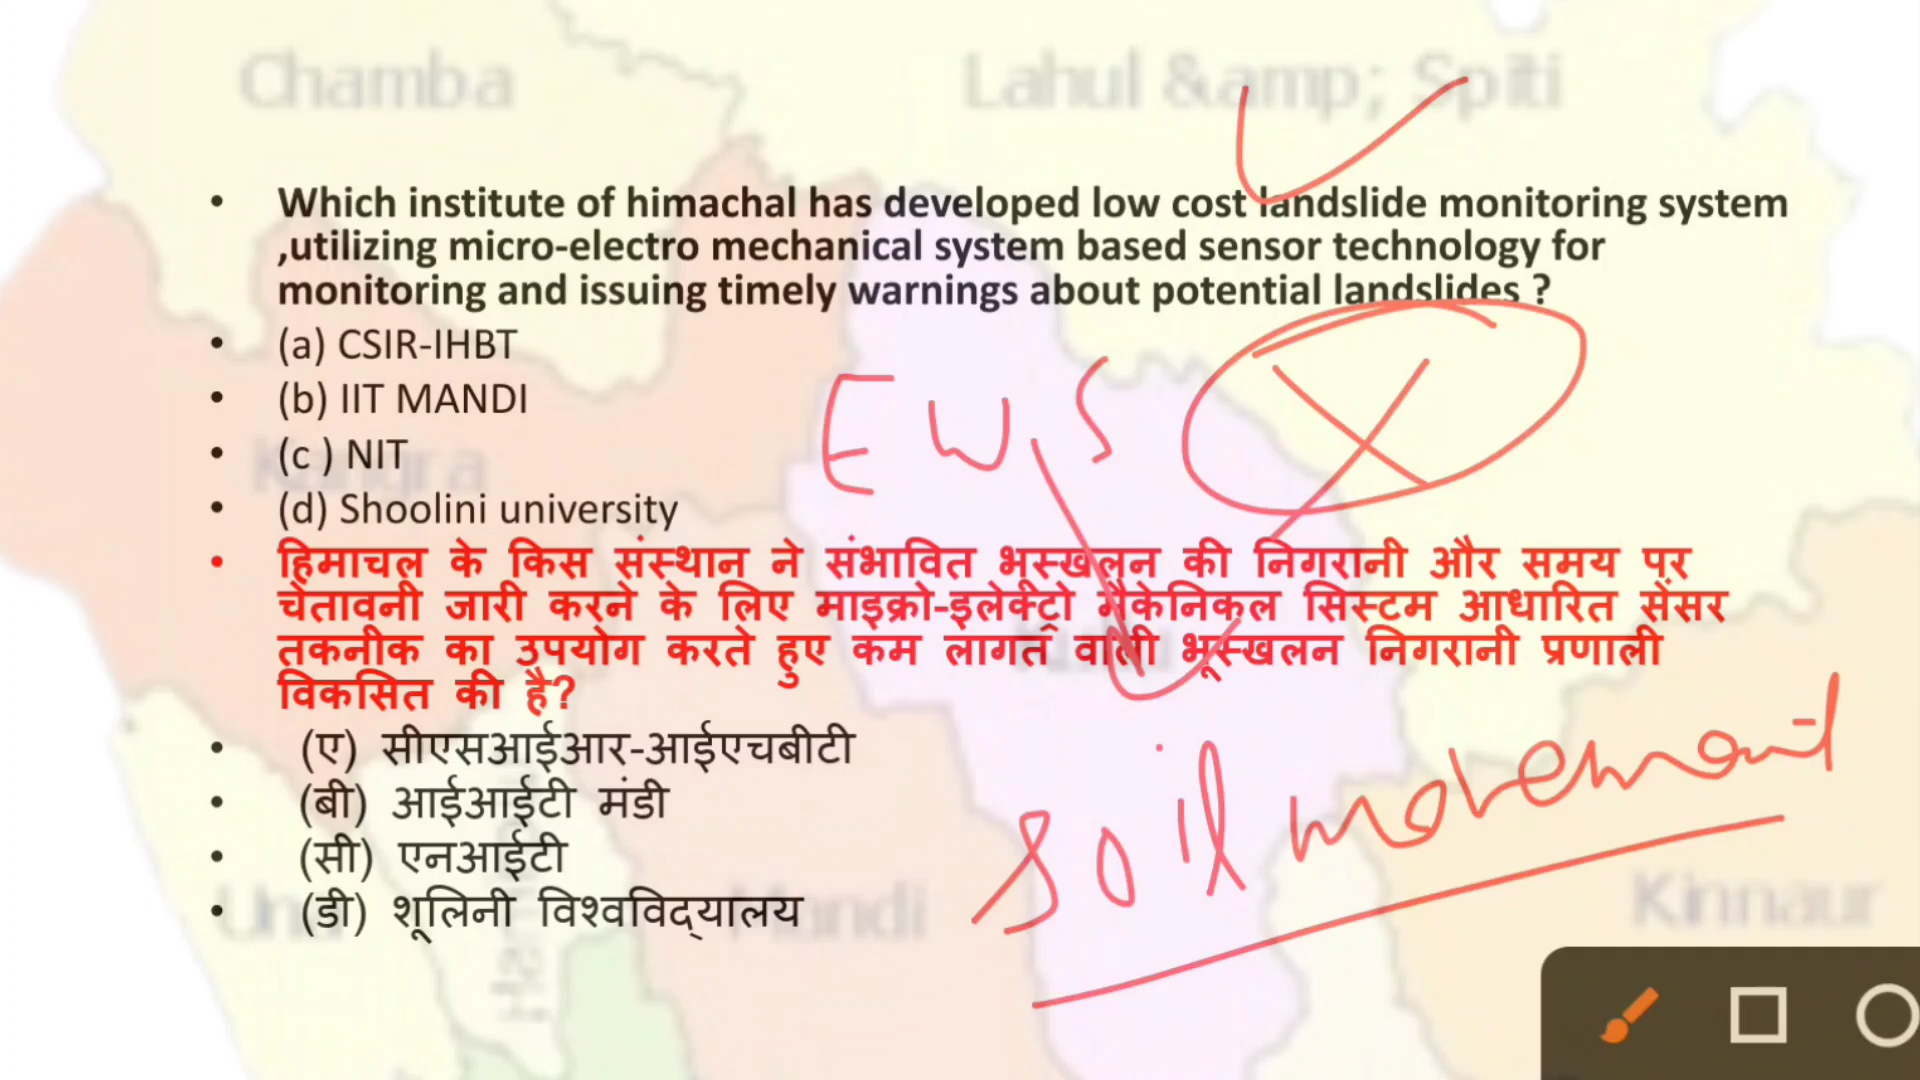 Chamba
Lahul &amp; Spiti
• Which institute of himachal has developed low cost landslide monitoring system
,utilizing micro-electro mechanical system based sensor technology for
monitoring and issuing timely warnings about potential landslides ?
• (a) CSIR-IHBT
• (b) IIT MANDI
• (c ) NIT
• (d) Shoolini university
EWS
Kangra
• हिमाचल के किस संस्थान ने संभावित भूस्खलन की निगरानी और समय पर
चेतावनी जारी करने के लिए माइक्रो-इलेक्ट्रो मैकेनिकल सिस्टम आधारित सेंसर
तकनीक का उपयोग करते हुए कम लागत वाली भूस्खलन निगरानी प्रणाली
विकसित की है?
• (ए) सीएसआईआर-आईएचबीटी
• (बी) आईआईटी मंडी
• (सी) एनआईटी
• (डी) शूलिनी विश्वविद्यालय
soil movement
Mandi
Kinnaur